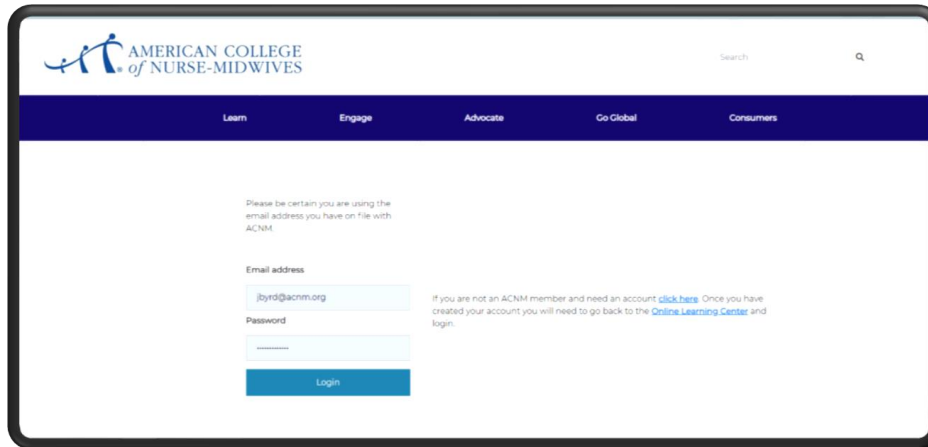 AMERICAN COLLEGE
of NURSE-MIDWIVES
Search
Learn Engage Advocate Go Global Consumers
Please be certain you are using the
email address you have on file with
ACNM.
Email address
jbyrd@acnm.org
Password
Login
If you are not an ACNM member and need an account click here. Once you have
created your account you will need to go back to the Online Learning Center and
login.